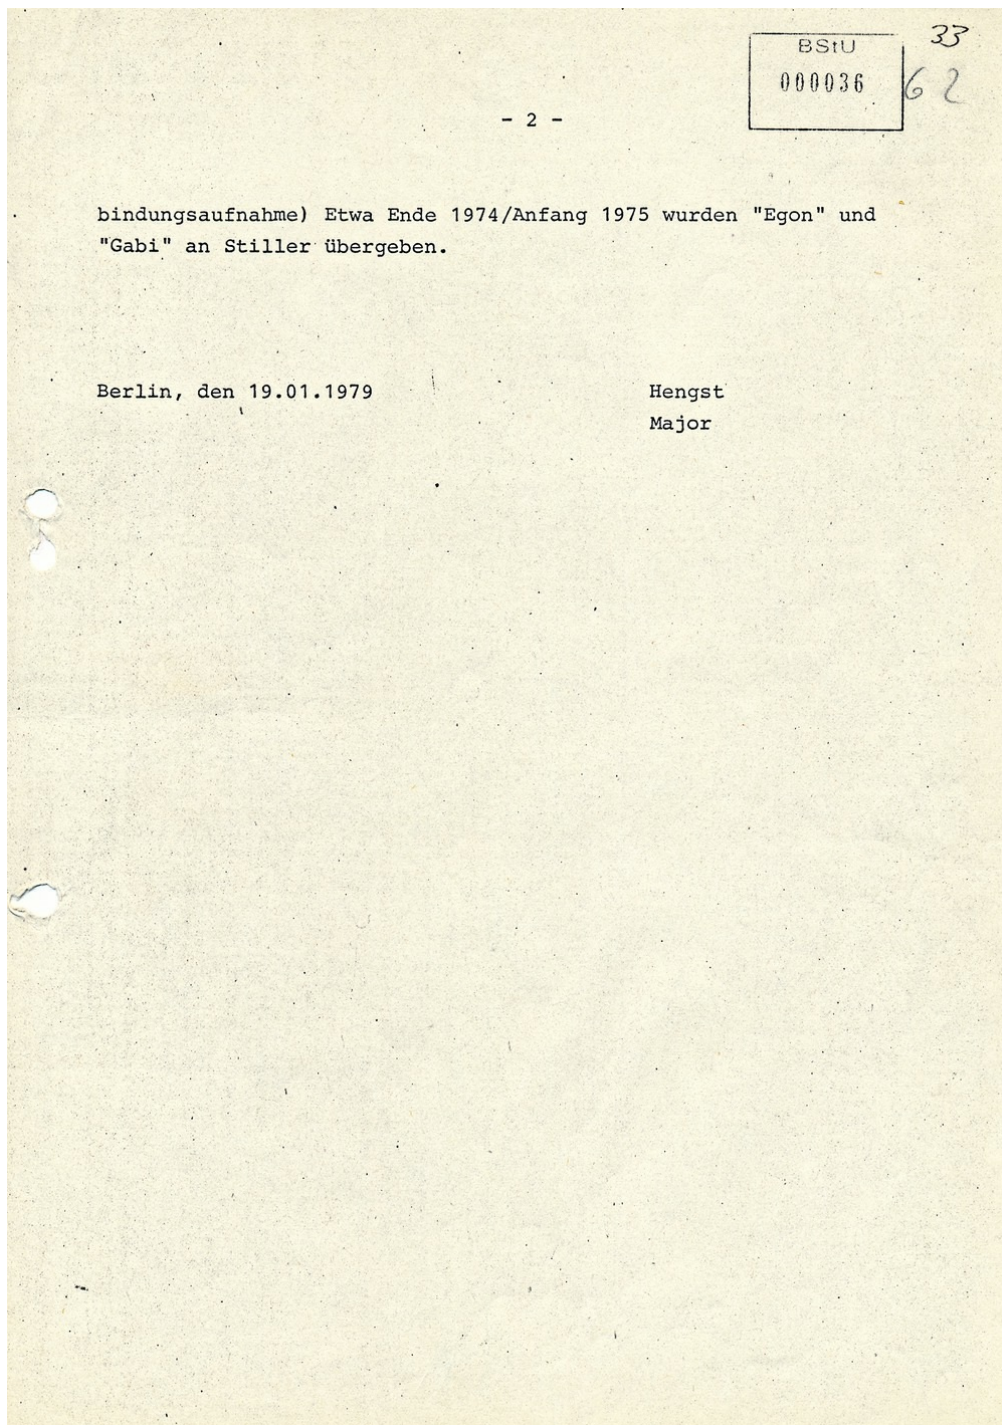 33
BStU
000036
62
- 2 -
bindungsaufnahme) Etwa Ende 1974/Anfang 1975 wurden "Egon" und
"Gabi" an Stiller übergeben.
Berlin, den 19.01.1979
Hengst
Major